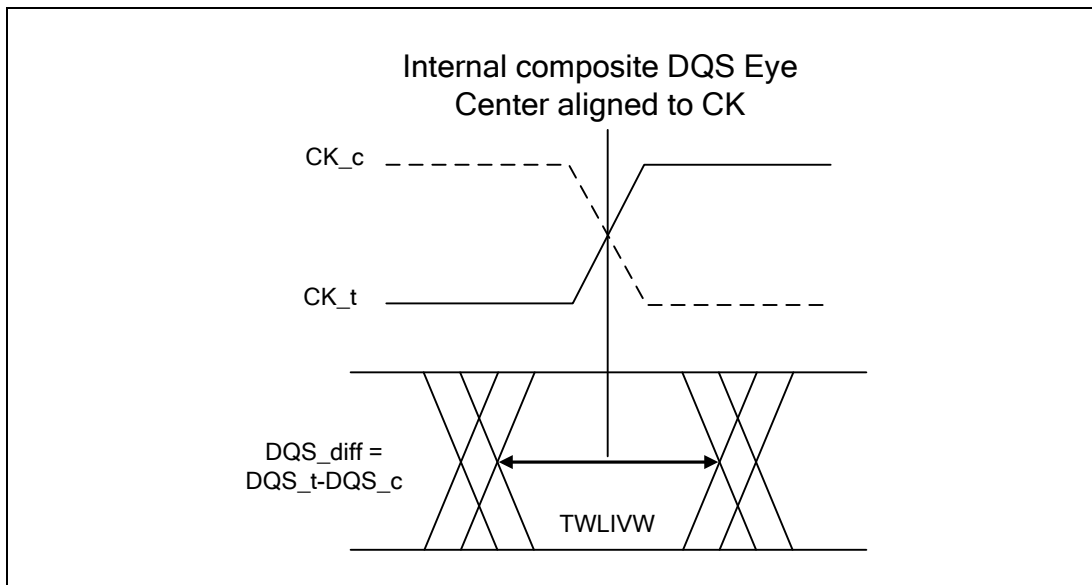 Internal composite DQS Eye
Center aligned to CK
CK_c
CK_t
DQS_diff =
DQS_t-DQS_c
TWLIVW